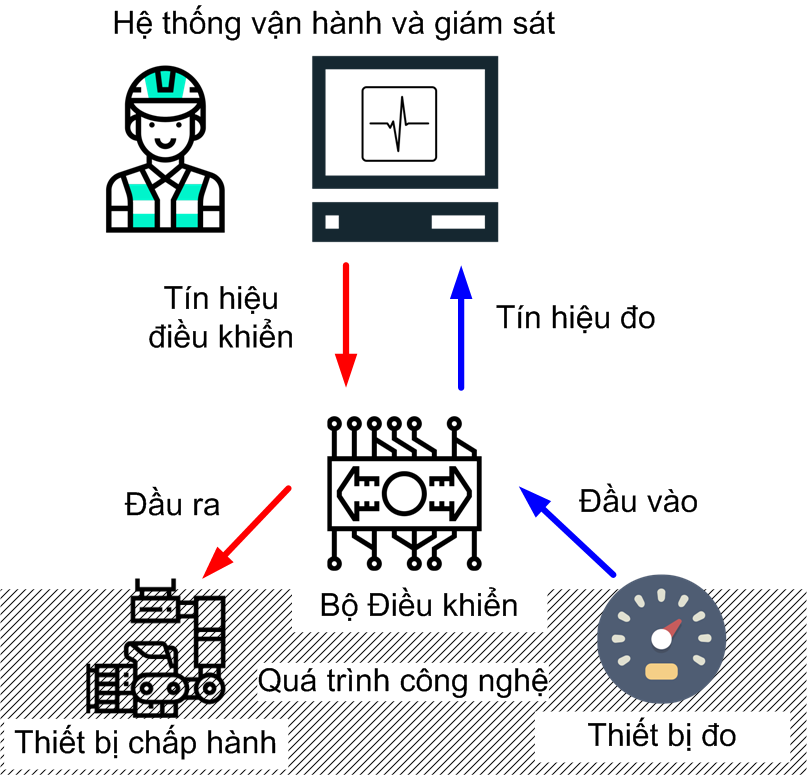 Hệ thống vận hành và giám sát
Tín hiệu
điều khiển
Tín hiệu đo
Đầu ra
Đầu vào
Bộ Điều khiển
Quá trình công nghệ
Thiết bị chấp hành
Thiết bị đo